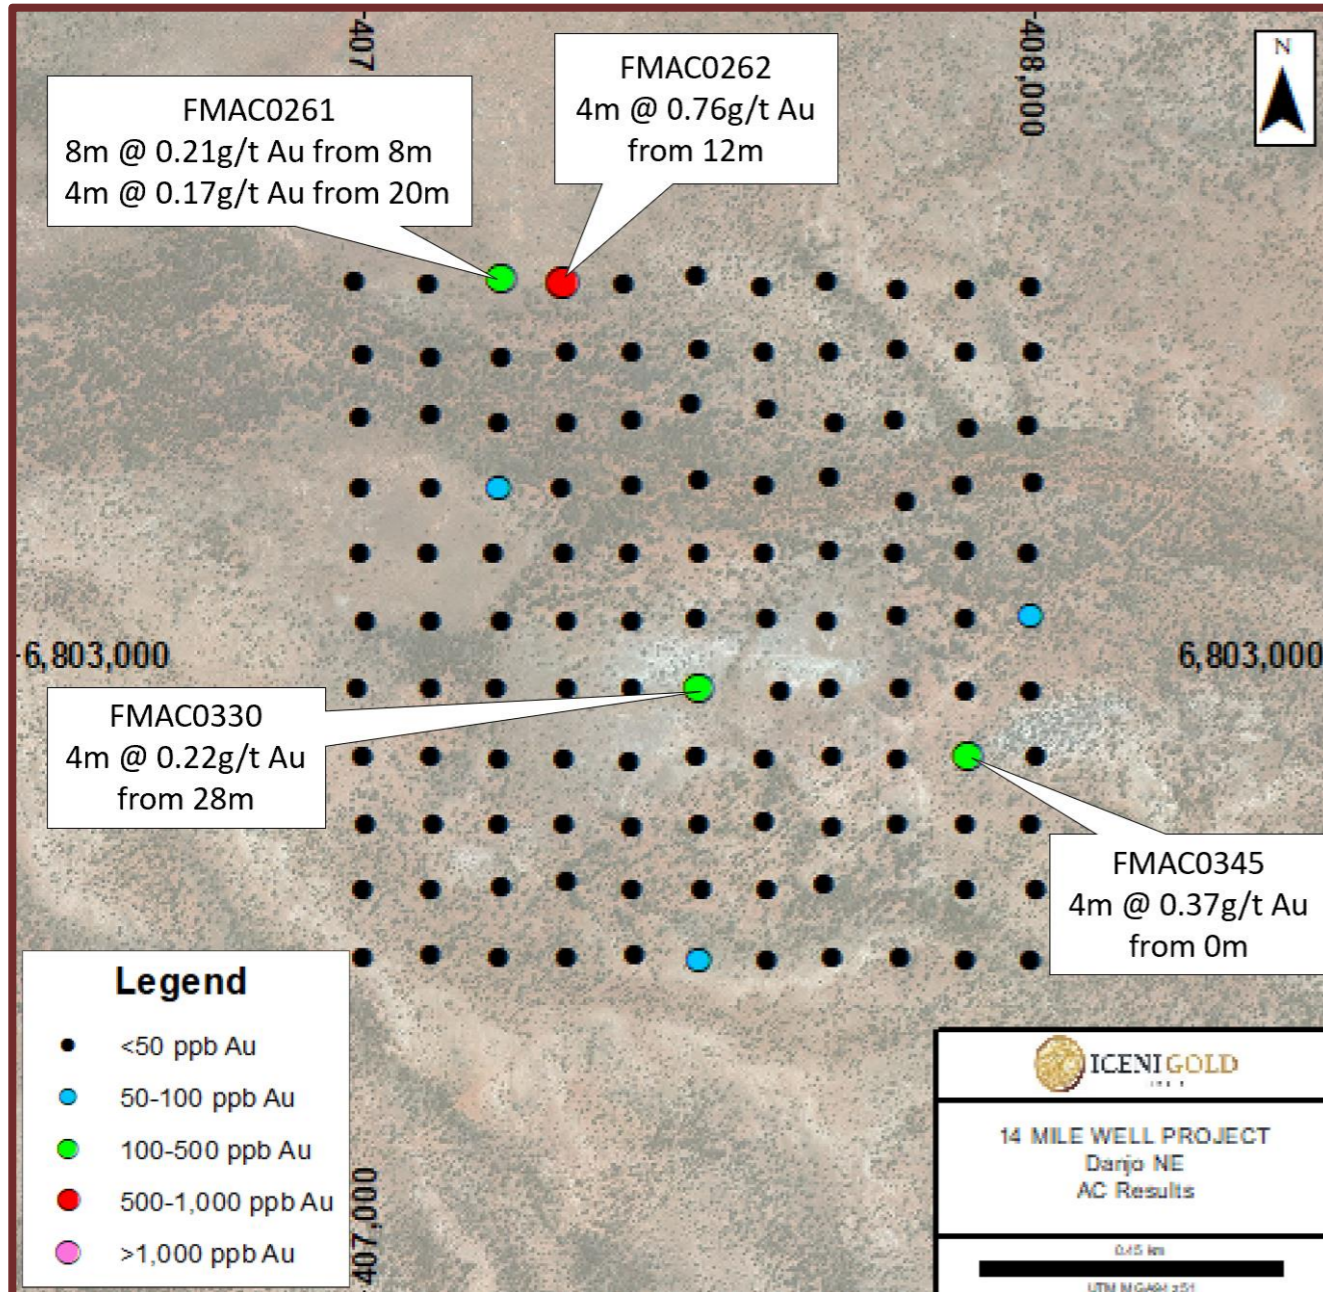 407
408,000
N
FMAC0261
8m @ 0.21g/t Au from 8m
4m @ 0.17g/t Au from 20m
FMAC0262
4m @ 0.76g/t Au
from 12m
6,803,000
6,803,000
FMAC0330
4m @ 0.22g/t Au
from 28m
FMAC0345
4m @ 0.37g/t Au
from 0m
Legend
<50 ppb Au
50-100 ppb Au
100-500 ppb Au
500-1,000 ppb Au
>1,000 ppb Au
407,000
ICENI GOLD
14 MILE WELL PROJECT
Danjo NE
AC Results
0.45 km
UTM MGA94 z51